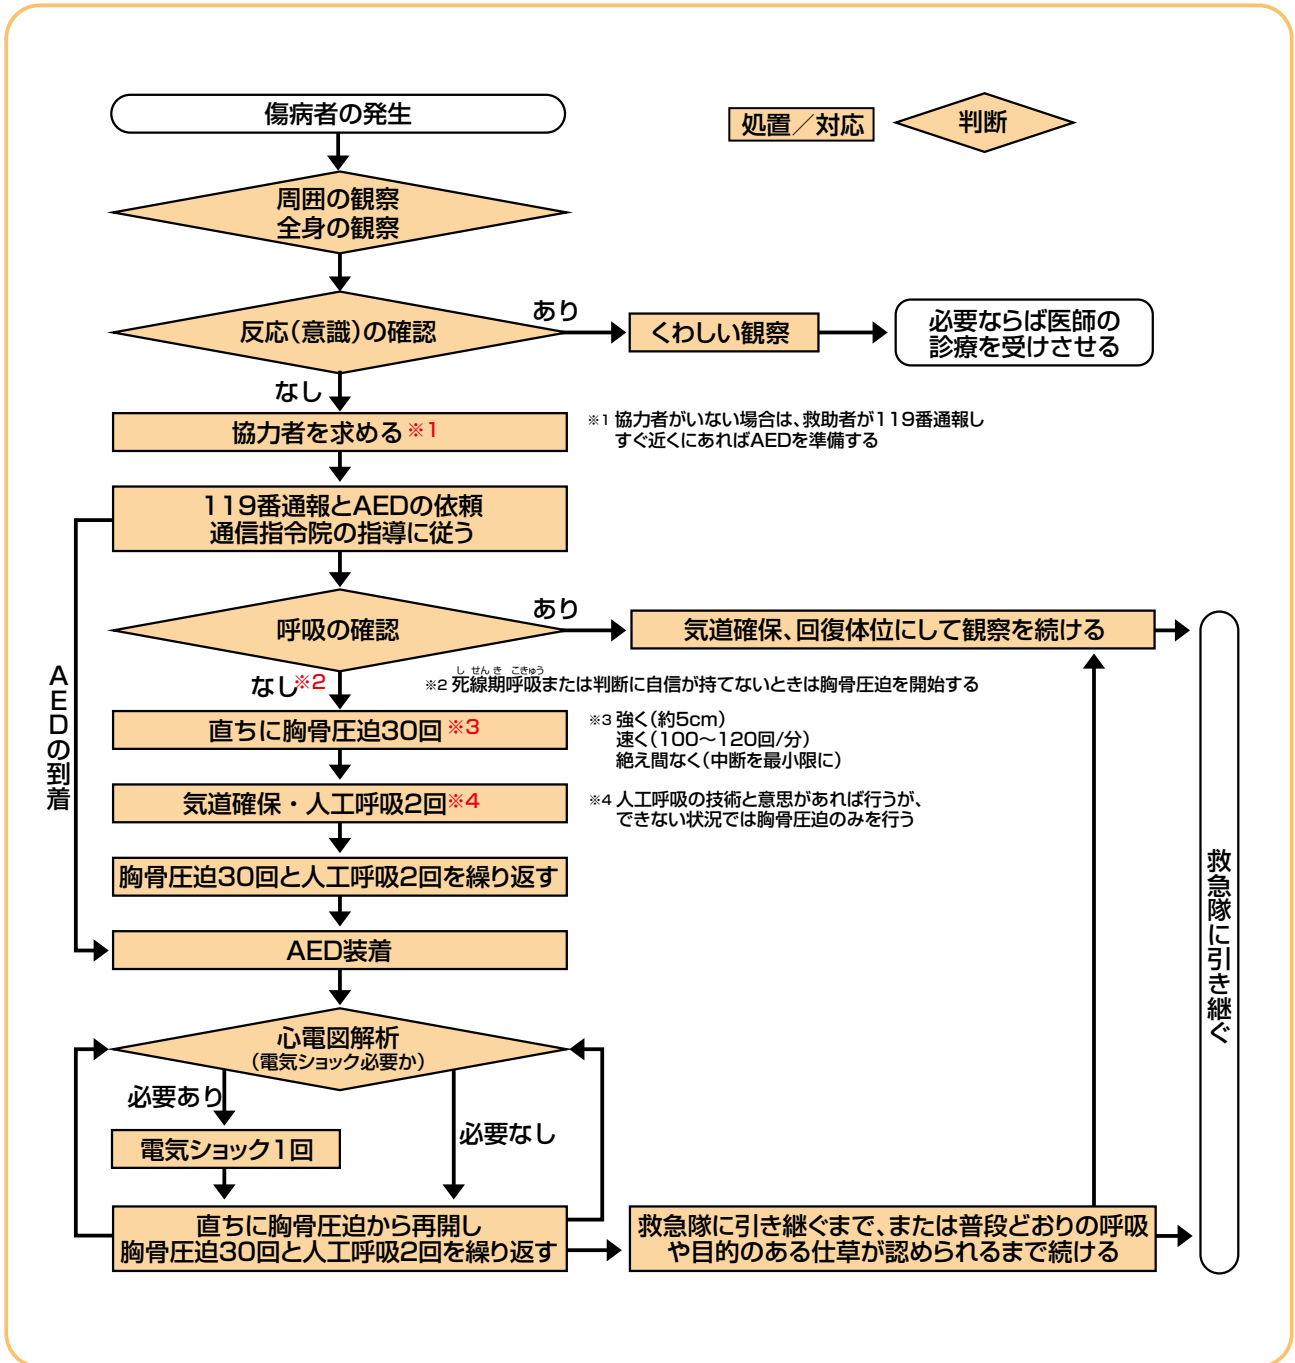 傷病者の発生
処置／対応
判断
周囲の観察
全身の観察
反応(意識)の確認
あり
くわしい観察
必要ならば医師の
診療を受けさせる
なし
協力者を求める※1
※1 協力者がいない場合は、救助者が119番通報し
すぐ近くにあればAEDを準備する
119番通報とAEDの依頼
通信指令院の指導に従う
呼吸の確認
あり
気道確保、回復体位にして観察を続ける
なし※2
しせんきこきゅう
※2 死線期呼吸または判断に自信が持てないときは胸骨圧迫を開始する
直ちに胸骨圧迫30回※3
※3 強く(約5cm)
速く(100～120回/分)
絶え間なく(中断を最小限に)
気道確保・人工呼吸2回※4
※4 人工呼吸の技術と意思があれば行うが、
できない状況では胸骨圧迫のみを行う
胸骨圧迫30回と人工呼吸2回を繰り返す
AEDの到着
AED装着
心電図解析
(電気ショック必要か)
必要あり
必要なし
電気ショック1回
直ちに胸骨圧迫から再開し
胸骨圧迫30回と人工呼吸2回を繰り返す
救急隊に引き継ぐまで、または普段どおりの呼吸
や目的のある仕草が認められるまで続ける
救急隊に引き継ぐ